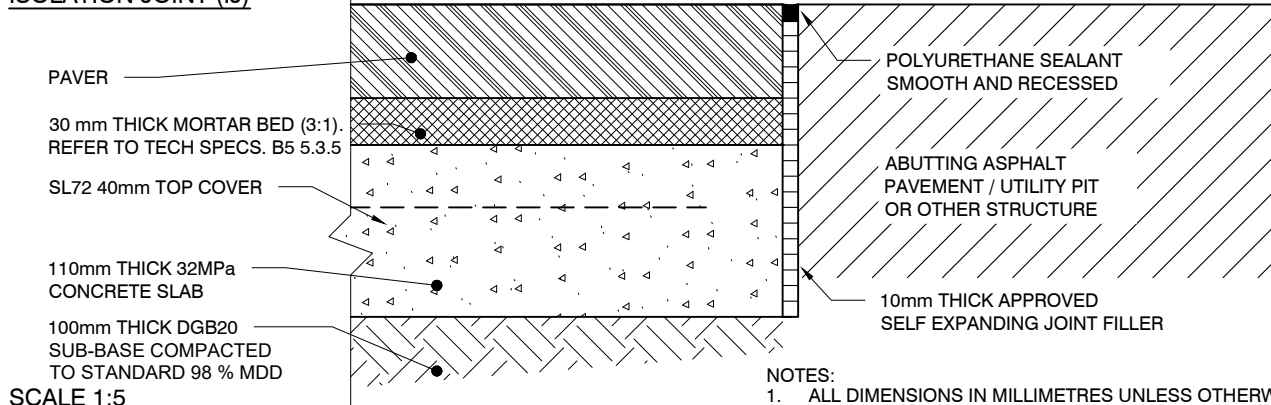 ISOLATION JOINT (IJ)
PAVER
30 mm THICK MORTAR BED (3:1).
REFER TO TECH SPECS. B5 5.3.5
SL72 40mm TOP COVER
110mm THICK 32MPa
CONCRETE SLAB
100mm THICK DGB20
SUB-BASE COMPACTED
TO STANDARD 98 % MDD
SCALE 1:5
POLYURETHANE SEALANT
SMOOTH AND RECESSED
ABUTTING ASPHALT
PAVEMENT / UTILITY PIT
OR OTHER STRUCTURE
10mm THICK APPROVED
SELF EXPANDING JOINT FILLER
NOTES:
1. ALL DIMENSIONS IN MILLIMETRES UNLESS OTHERW